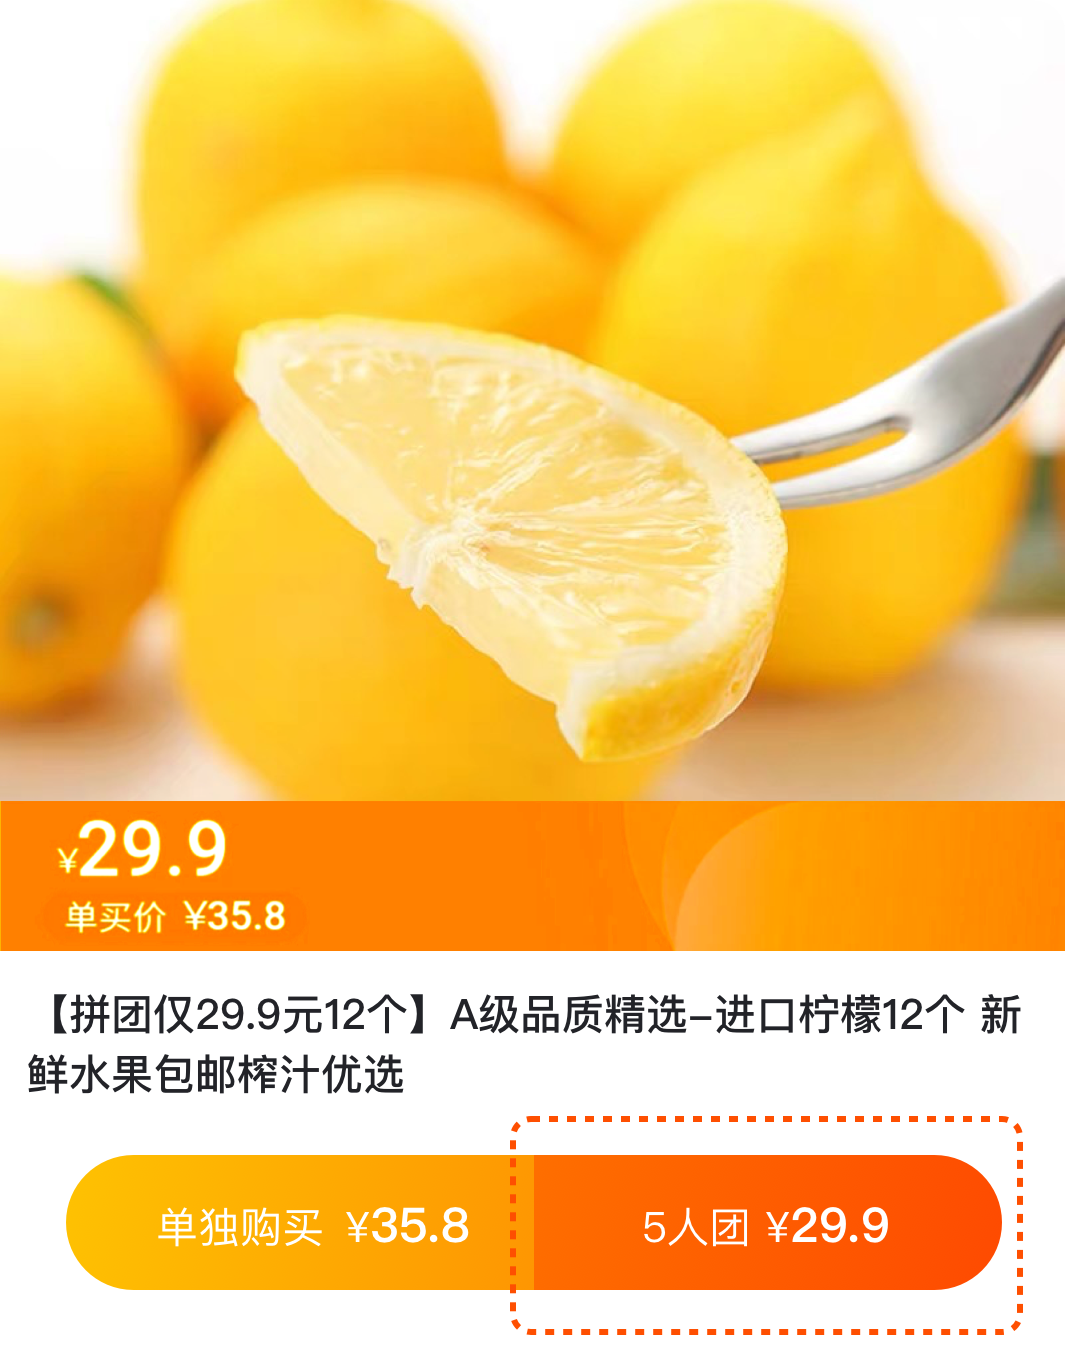 ¥29.9
单买价 ¥35.8
【拼团仅29.9元12个】A级品质精选-进口柠檬12个 新
鲜水果包邮榨汁优选
单独购买 ¥35.8
5人团 ¥29.9